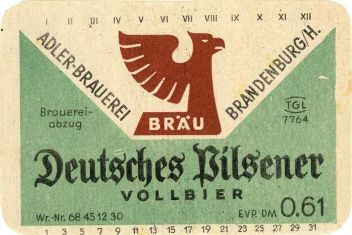 I II III IV V VI VII VIII IX X XI XII
ADLER-BRAUEREI
BRANDENBURG/H.
Brauerei-
abzug
BRÄU
TGL
7764
Deutsches Pilsener
VOLLBIER
Wr.-Nr. 68 45 12 30
EVP. DM 0.61
1 3 5 7 9 11 13 15 17 19 21 23 25 27 29 31